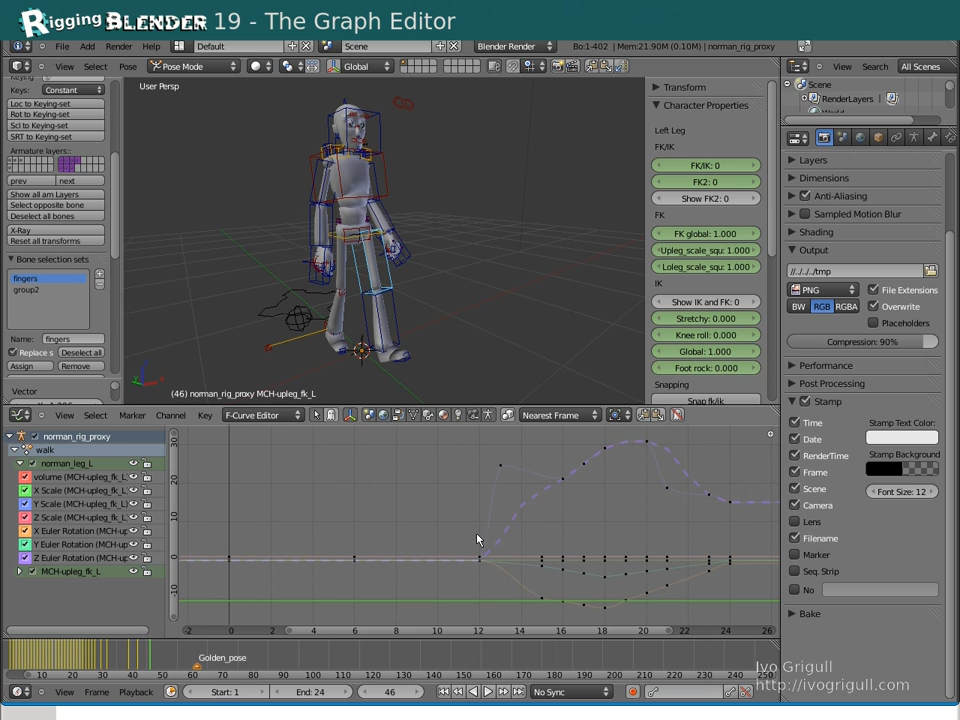 Rigging BLENDER 19 - The Graph Editor
File Add Render Help Default Scene Blender Render Bo:1-402 | Mem:21.90M (0.10M) | norman_rig_proxy
View Select Pose Pose Mode Global
View Search All Scenes
Keys: Constant
Loc to Keying-set
Rot to Keying-set
Scl to Keying-set
SRT to Keying-set
Armature layers::
prev next
Show all am Layers
Select opposite bone
Deselect all bones
X-Ray
Reset all transforms
Bone selection sets
fingers
group2
Name: fingers
Replace s Deselect all
Assign Remove
Vector
User Persp
(46) norman_rig_proxy MCH-upleg_fk_L
Transform
Character Properties
Left Leg
FK/IK
FK/IK: 0
FK2: 0
Show FK2: 0
FK
FK global: 1.000
Upleg_scale_squ: 1.000
Loleg_scale_squ: 1.000
IK
Show IK and FK: 0
Stretchy: 0.000
Knee roll: 0.000
Global: 1.000
Foot rock: 0.000
Snapping
Snap fk/ik
Scene
RenderLayers
World
Layers
Dimensions
Anti-Aliasing
Sampled Motion Blur
Shading
Output
//../../../tmp
PNG File Extensions
BW RGB RGBA Overwrite
Placeholders
Compression: 90%
Performance
Post Processing
Stamp
Time Stamp Text Color:
Date
RenderTime Stamp Background
Frame
Scene Font Size: 12
Camera
Lens
Filename
Marker
Seq. Strip
No
Bake
View Select Marker Channel Key F-Curve Editor Nearest Frame
norman_rig_proxy
walk
norman_leg_L
volume (MCH-upleg_fk_L
X Scale (MCH-upleg_fk_L
Y Scale (MCH-upleg_fk_L
Z Scale (MCH-upleg_fk_L
X Euler Rotation (MCH-up
Y Euler Rotation (MCH-up
Z Euler Rotation (MCH-up
MCH-upleg_fk_L
30
20
10
0
-10
-2 0 2 4 6 8 10 12 14 16 18 20 22 24 26
Golden_pose
10 20 30 40 50 60 70 80 90 100 110 120 130 140 150 160 170 180 190 200 210 220 230 240 250
View Frame Playback Start: 1 End: 24 46 No Sync
Ivo Grigull
http://ivogrigull.com